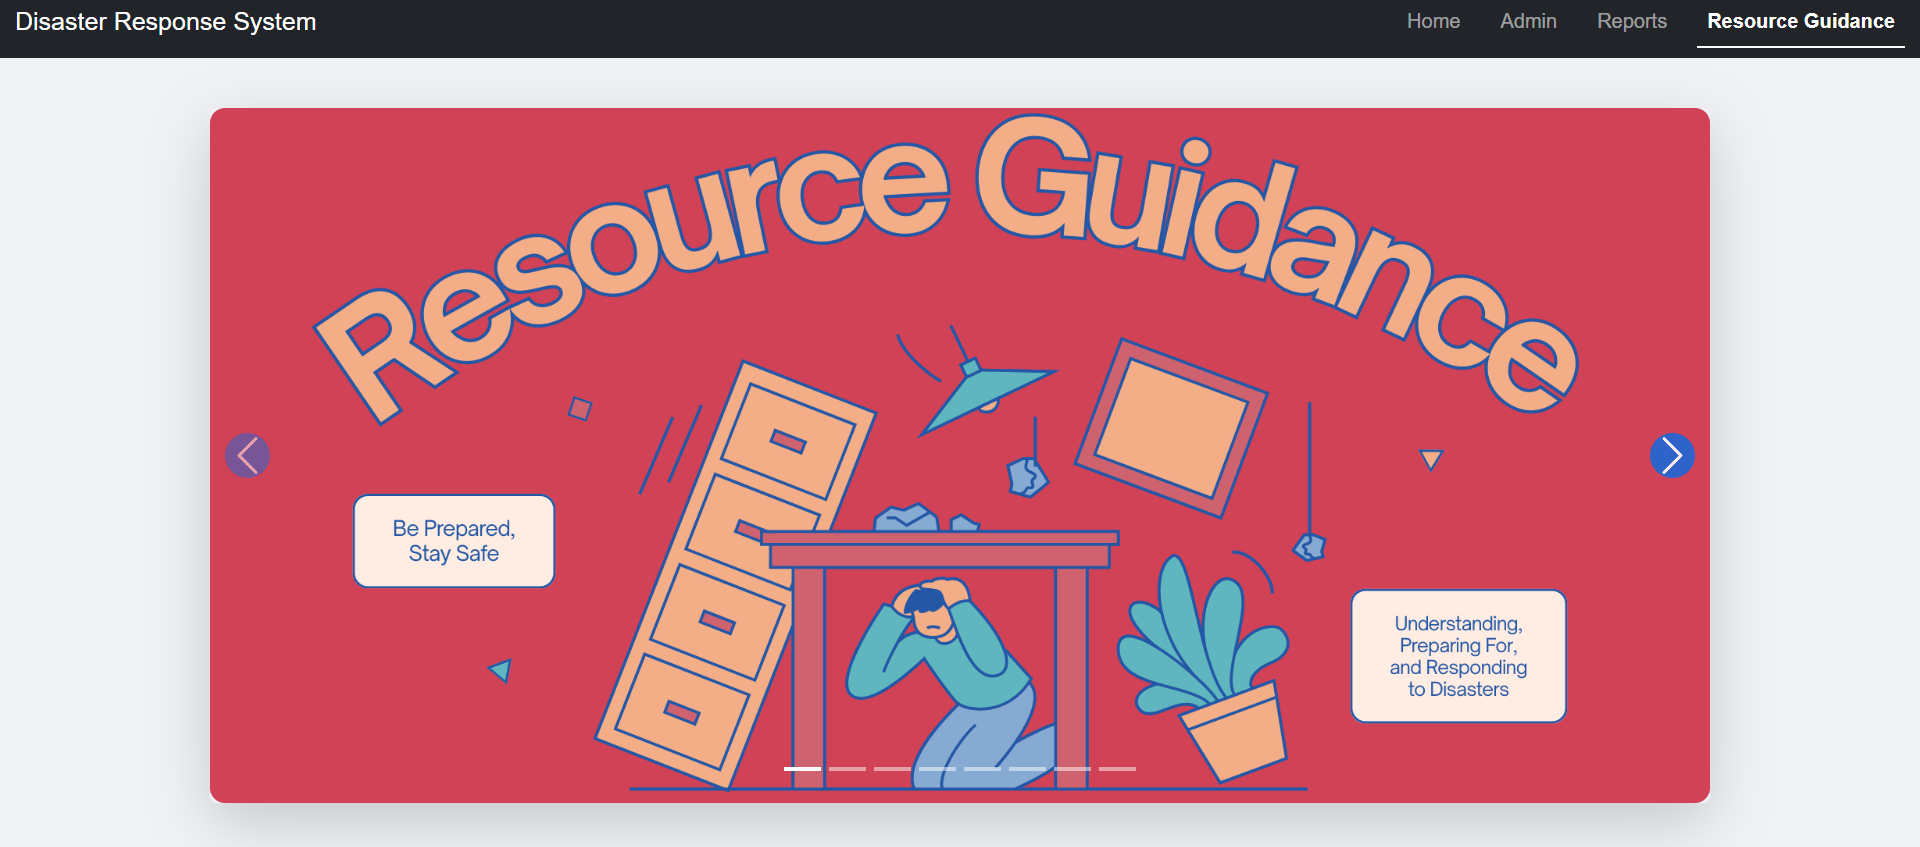 Disaster Response System
Home
Admin
Reports
Resource Guidance
Resource Guidance
Be Prepared,
Stay Safe
Understanding,
Preparing For,
and Responding
to Disasters